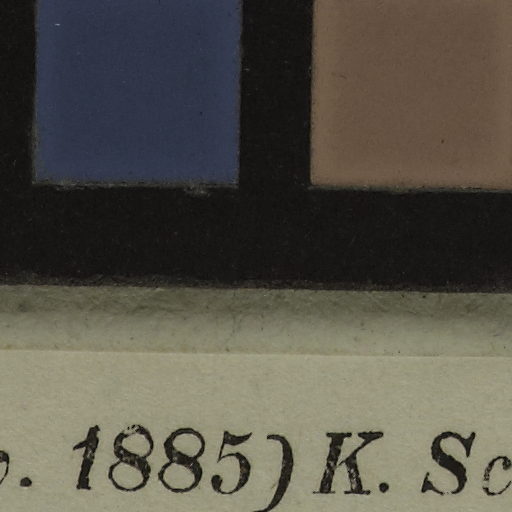 . 1885) K. Sc